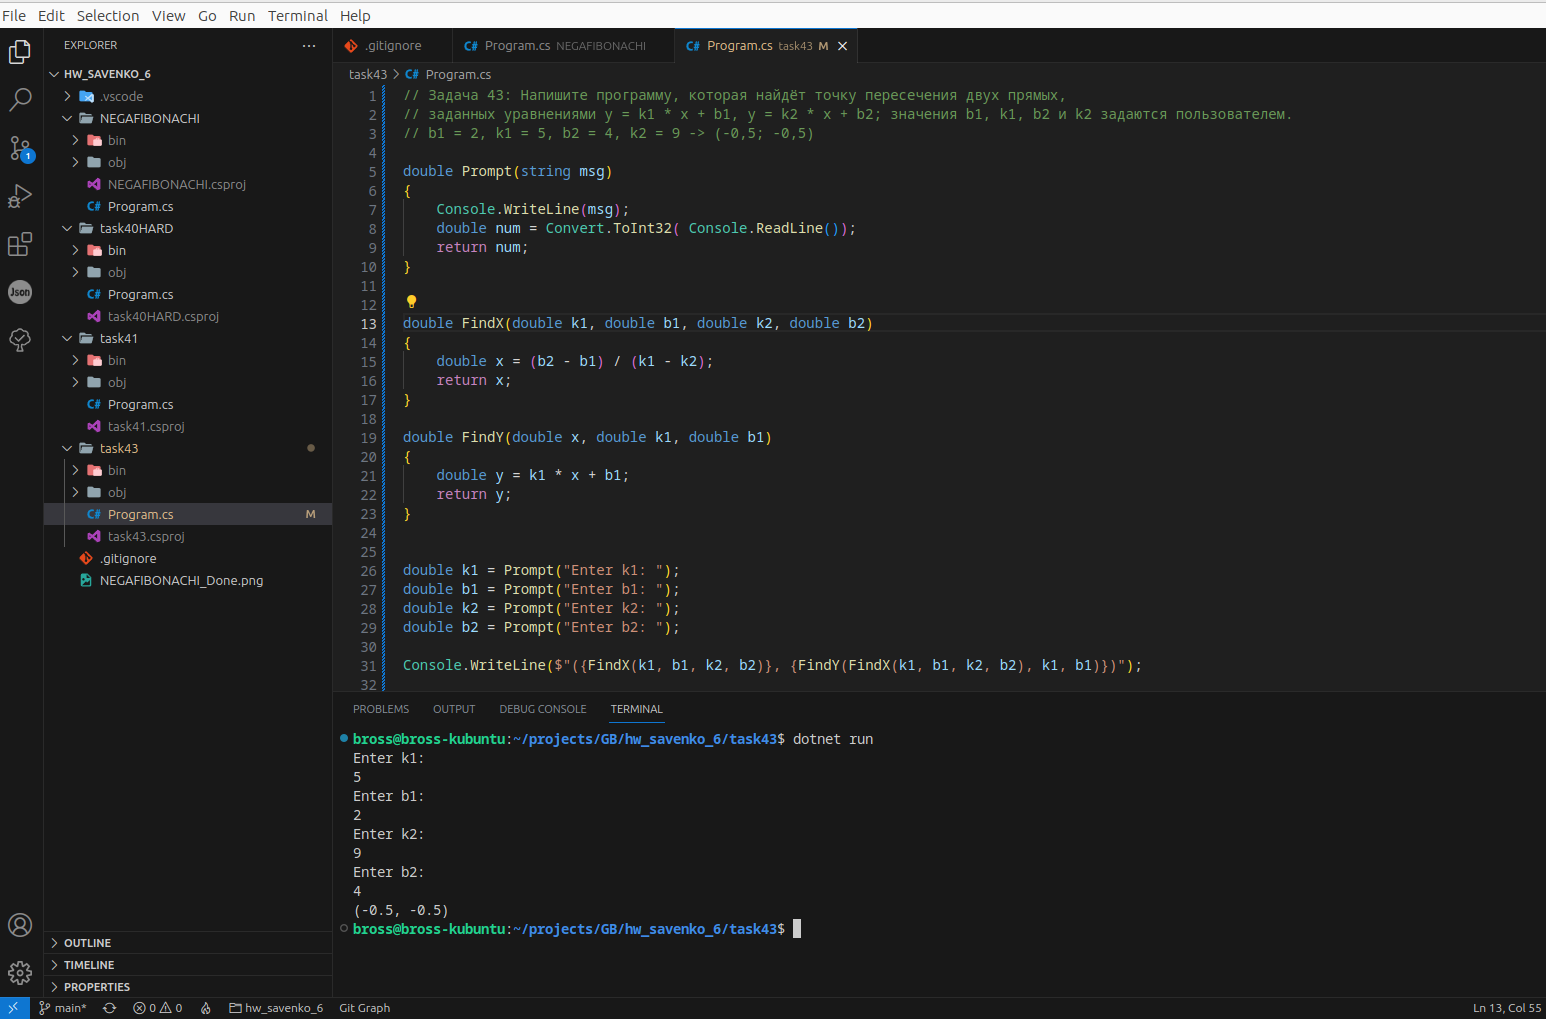 File Edit Selection View Go Run Terminal Help
EXPLORER ···
.gitignore
C# Program.cs NEGAFIBONACHI
C# Program.cs task43 M
HW_SAVENKO_6
.vscode
NEGAFIBONACHI
bin
obj
NEGAFIBONACHI.csproj
C# Program.cs
task40HARD
bin
obj
C# Program.cs
task40HARD.csproj
task41
bin
obj
C# Program.cs
task41.csproj
task43
bin
obj
C# Program.cs M
task43.csproj
.gitignore
NEGAFIBONACHI_Done.png
OUTLINE
TIMELINE
PROPERTIES
1
Json
task43 > C# Program.cs
1 // Задача 43: Напишите программу, которая найдёт точку пересечения двух прямых,
2 // заданных уравнениями y = k1 * x + b1, y = k2 * x + b2; значения b1, k1, b2 и k2 задаются пользователем.
3 // b1 = 2, k1 = 5, b2 = 4, k2 = 9 -> (-0,5; -0,5)
4
5 double Prompt(string msg)
6 {
7 Console.WriteLine(msg);
8 double num = Convert.ToInt32( Console.ReadLine());
9 return num;
10 }
11
12
13 double FindX(double k1, double b1, double k2, double b2)
14 {
15 double x = (b2 - b1) / (k1 - k2);
16 return x;
17 }
18
19 double FindY(double x, double k1, double b1)
20 {
21 double y = k1 * x + b1;
22 return y;
23 }
24
25
26 double k1 = Prompt("Enter k1: ");
27 double b1 = Prompt("Enter b1: ");
28 double k2 = Prompt("Enter k2: ");
29 double b2 = Prompt("Enter b2: ");
30
31 Console.WriteLine($"({FindX(k1, b1, k2, b2)}, {FindY(FindX(k1, b1, k2, b2), k1, b1)})");
32
PROBLEMS OUTPUT DEBUG CONSOLE TERMINAL
bross@bross-kubuntu:~/projects/GB/hw_savenko_6/task43$ dotnet run
Enter k1:
5
Enter b1:
2
Enter k2:
9
Enter b2:
4
(-0.5, -0.5)
bross@bross-kubuntu:~/projects/GB/hw_savenko_6/task43$
main* 0 0 hw_savenko_6 Git Graph Ln 13, Col 55